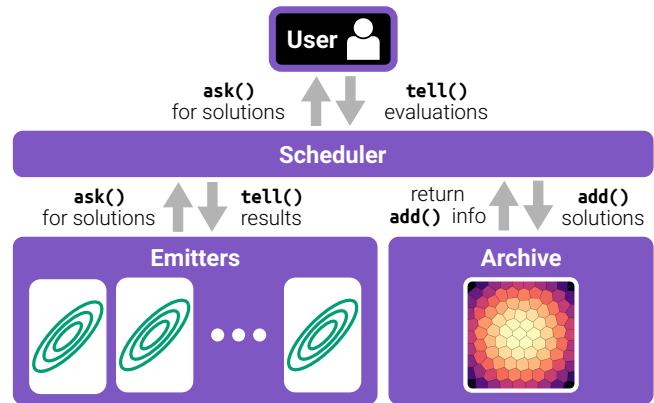 User
ask()
for solutions
tell()
evaluations
Scheduler
ask()
for solutions
tell()
results
return
add() info
add()
solutions
Emitters
Archive